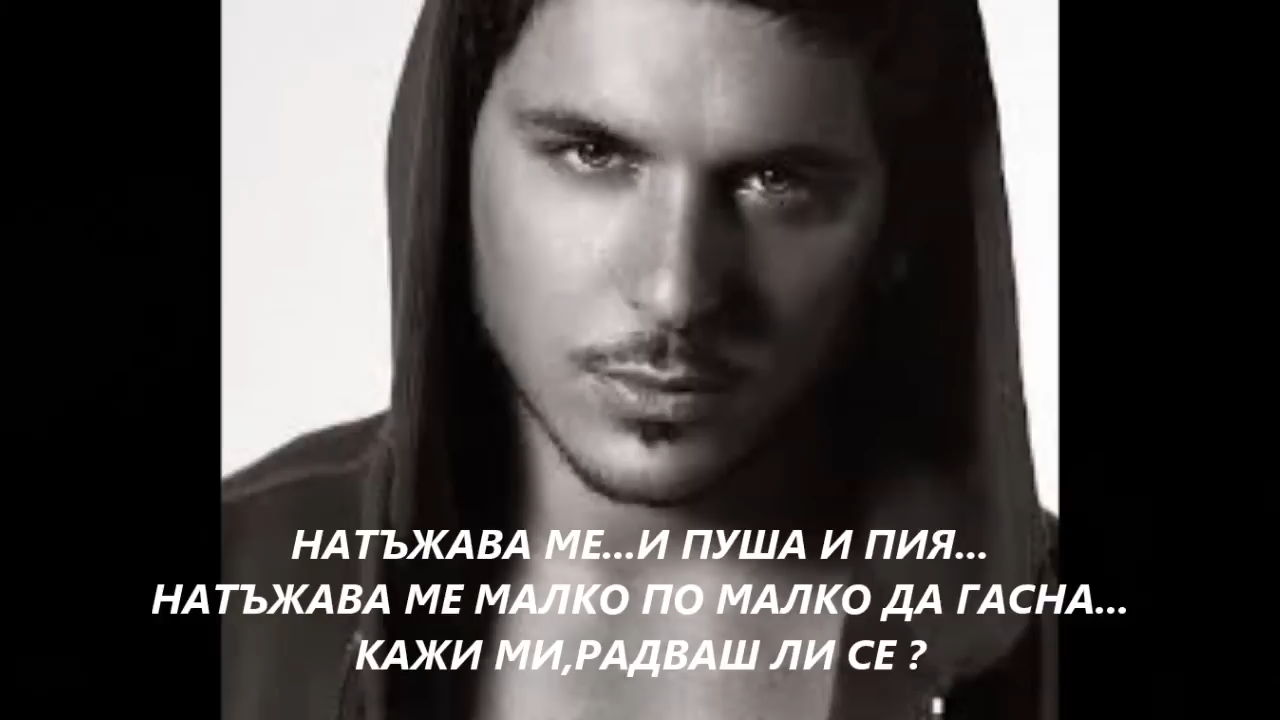 НАТЪЖАВА МЕ...И ПУША И ПИЯ...
НАТЪЖАВА МЕ МАЛКО ПО МАЛКО ДА ГАСНА...
КАЖИ МИ,РАДВАШ ЛИ СЕ ?